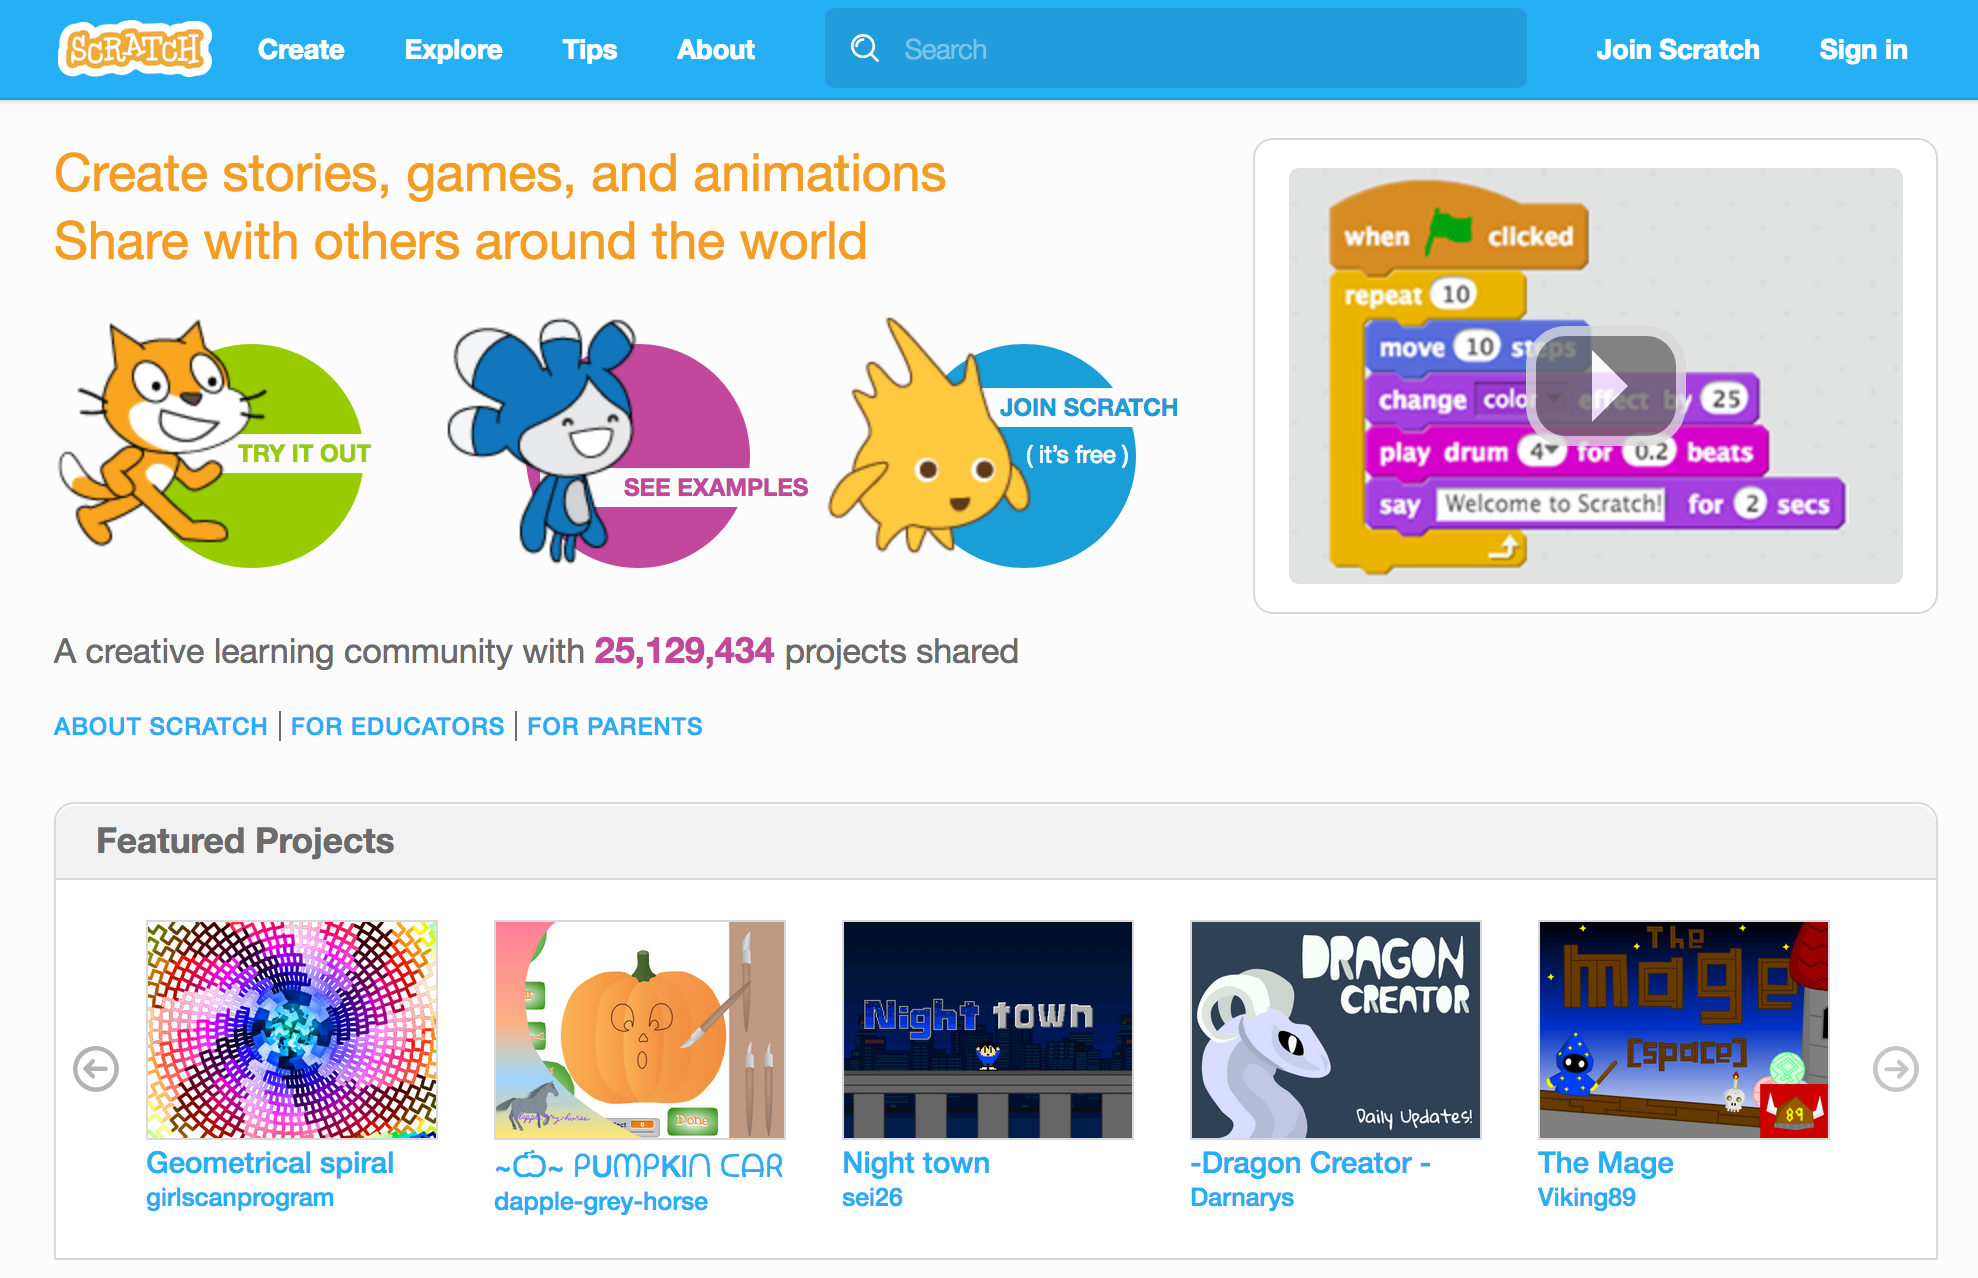 SCRATCH
Create
Explore
Tips
About
Search
Join Scratch
Sign in
Create stories, games, and animations
Share with others around the world
TRY IT OUT
SEE EXAMPLES
JOIN SCRATCH
( it's free )
when clicked
repeat 10
move 10 steps
change color effect by 25
play drum 4 for 0.2 beats
say Welcome to Scratch! for 2 secs
A creative learning community with 25,129,434 projects shared
ABOUT SCRATCH | FOR EDUCATORS | FOR PARENTS
Featured Projects
Done
Night town
DRAGON
CREATOR
Daily Updates!
The
mage
[space]
89
Geometrical spiral
girlscanprogram
~Ѽ~ ᑭUᗰᑭKIᑎ ᑕᗩᖇ
dapple-grey-horse
Night town
sei26
-Dragon Creator -
Darnarys
The Mage
Viking89